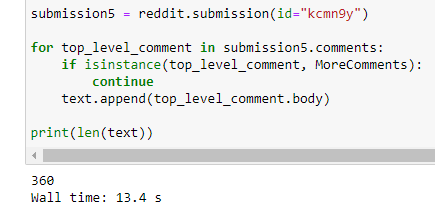 submission5 = reddit.submission(id="kcmn9y")
for top_level_comment in submission5.comments:
    if isinstance(top_level_comment, MoreComments):
        continue
    text.append(top_level_comment.body)
print(len(text))
360
Wall time: 13.4 s